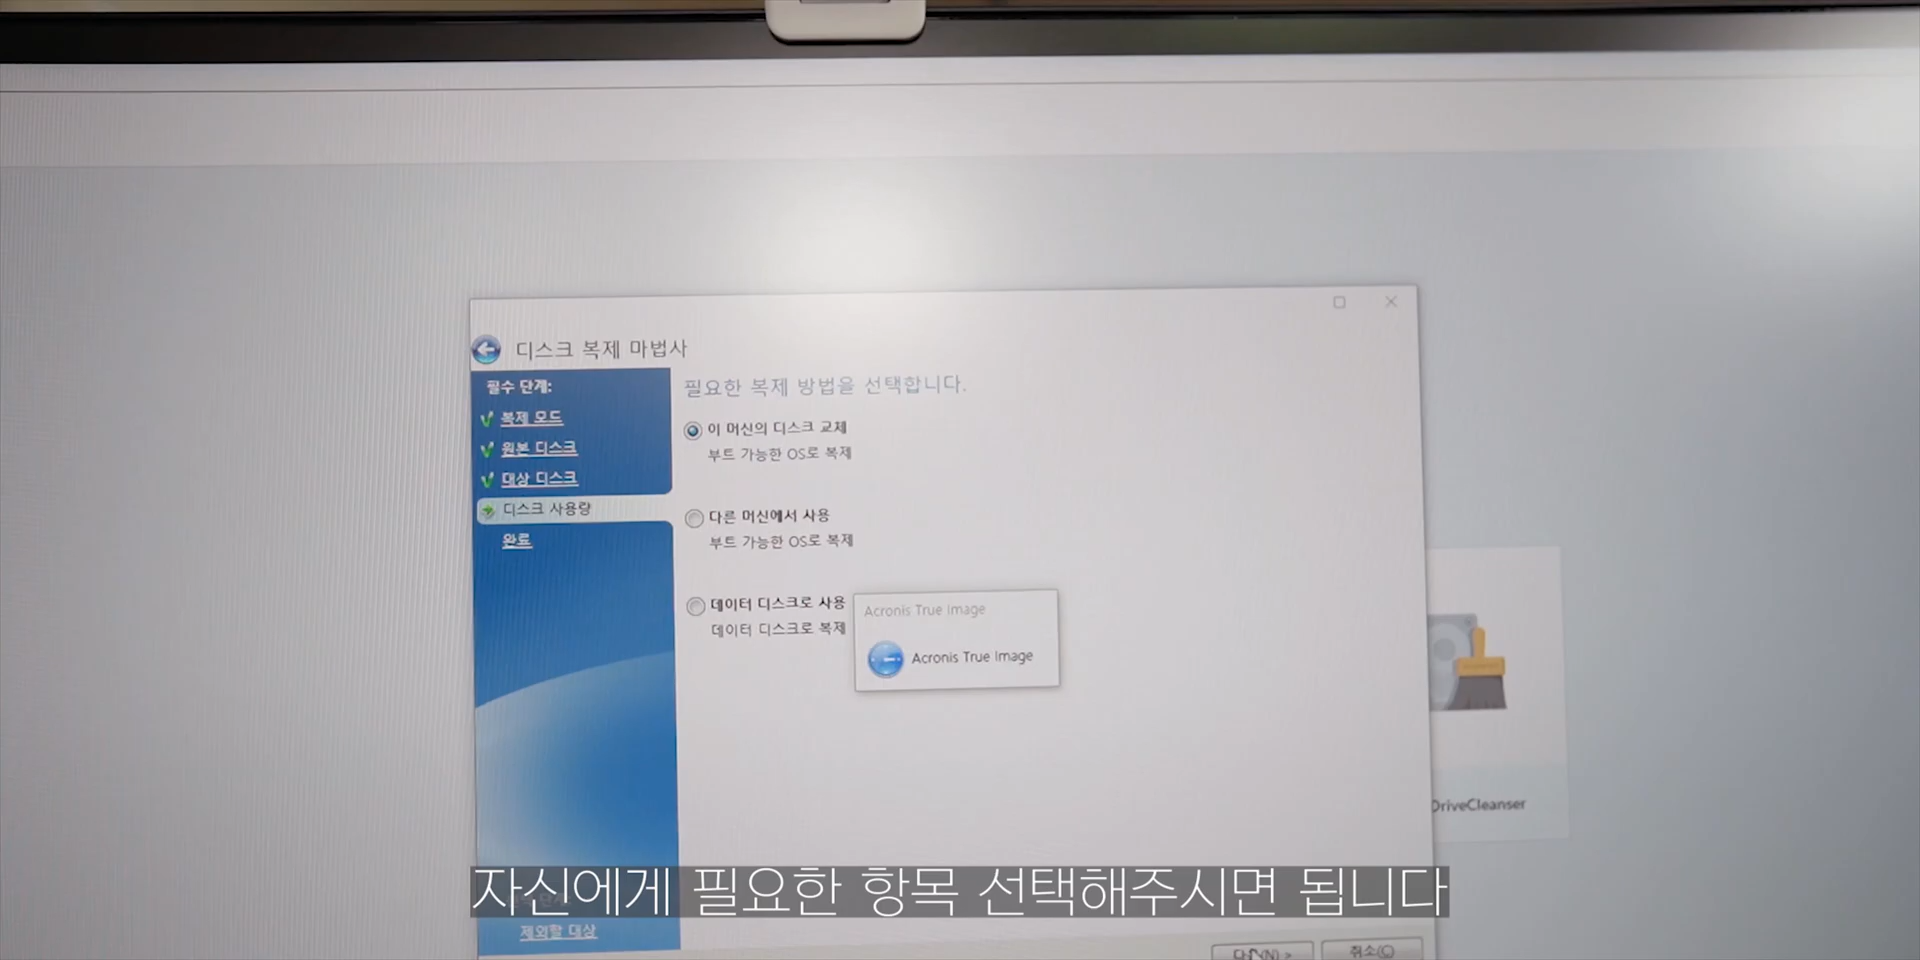 디스크 복제 마법사
필수 단계:
복제 모드
원본 디스크
대상 디스크
디스크 사용량
완료
필요한 복제 방법을 선택합니다.
이 머신의 디스크 교체
부트 가능한 OS로 복제
다른 머신에서 사용
부트 가능한 OS로 복제
데이터 디스크로 사용
데이터 디스크로 복제
Acronis True Image
Acronis True Image
DriveCleanser
자신에게 필요한 항목 선택해주시면 됩니다
제외할 대상
취소(C)